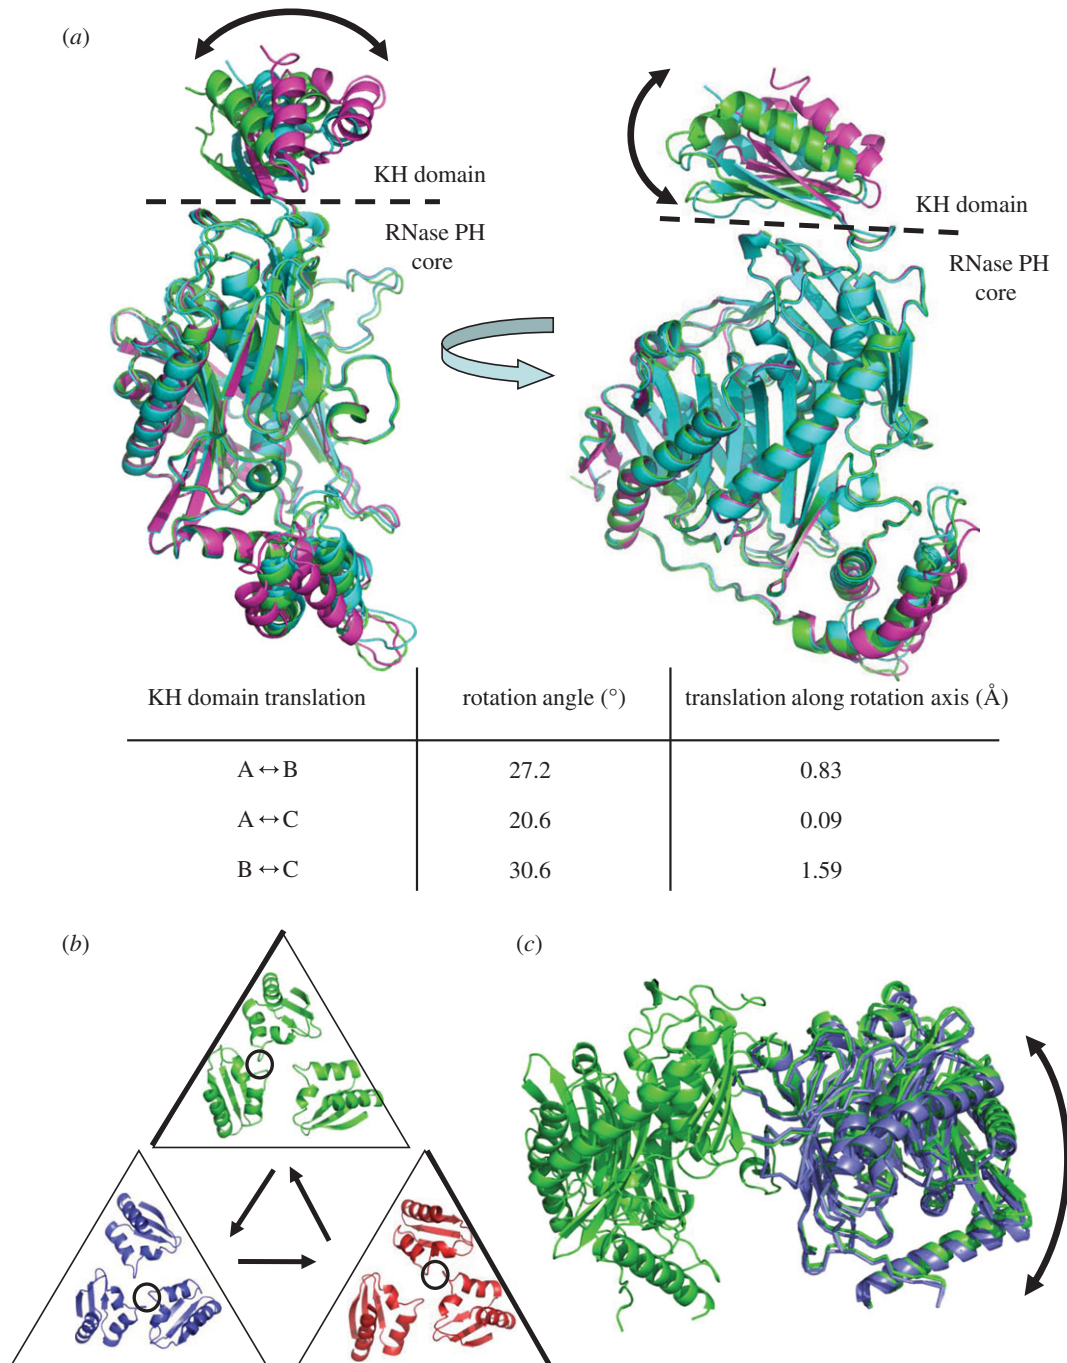 (a)
KH domain
RNase PH
core
KH domain
RNase PH
core
KH domain translation rotation angle (°) translation along rotation axis (Å)
A ↔ B 27.2 0.83
A ↔ C 20.6 0.09
B ↔ C 30.6 1.59
(b)
(c)